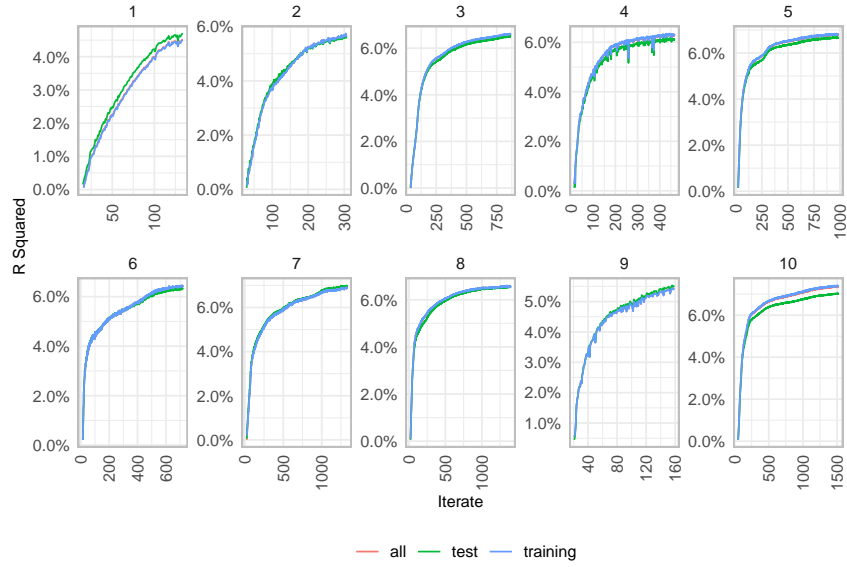 1 2 3 4 5
4.0% 3.0% 2.0% 1.0% 0.0%
6.0% 4.0% 2.0% 0.0%
6.0% 4.0% 2.0% 0.0%
6.0% 4.0% 2.0% 0.0%
6.0% 4.0% 2.0% 0.0%
50 100
0 100 200 300
0 250 500 750
0 100 200 300 400
0 250 500 750 1000
R Squared
6 7 8 9 10
6.0% 4.0% 2.0% 0.0%
6.0% 4.0% 2.0% 0.0%
6.0% 4.0% 2.0% 0.0%
5.0% 4.0% 3.0% 2.0% 1.0%
6.0% 4.0% 2.0% 0.0%
0 200 400 600
0 500 1000
0 500 1000
40 80 120 160
0 500 1000 1500
Iterate
all test training